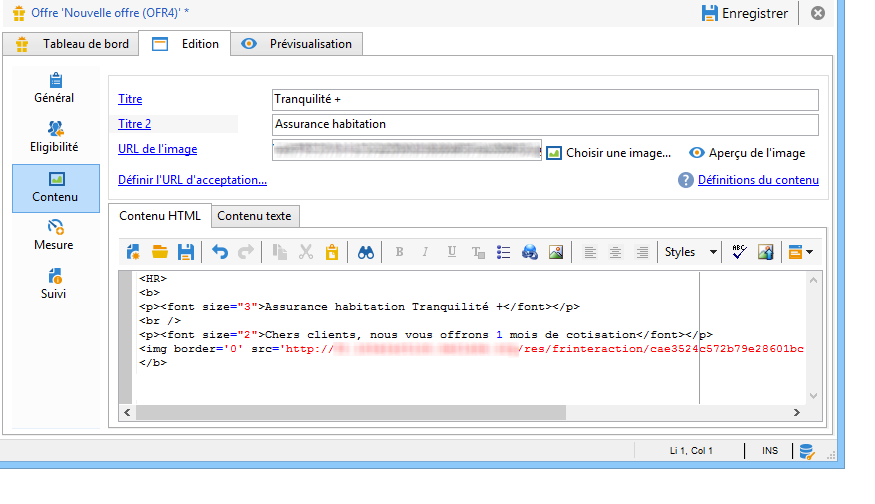 Offre 'Nouvelle offre (OFR4)' *
Enregistrer
Tableau de bord
Edition
Prévisualisation
Général
Eligibilité
Contenu
Mesure
Suivi
Titre
Tranquilité +
Titre 2
Assurance habitation
URL de l'image
Choisir une image...
Aperçu de l'image
Définir l'URL d'acceptation...
? Définitions du contenu
Contenu HTML
Contenu texte
B I U T Styles ABC
<HR>
<b>
<p><font size="3">Assurance habitation Tranquilité +</font></p>
<br />
<p><font size="2">Chers clients, nous vous offrons 1 mois de cotisation</font></p>
<img border='0' src='http:// /res/frinteraction/cae3524c572b79e28601bc
</b>
Li 1, Col 1
INS